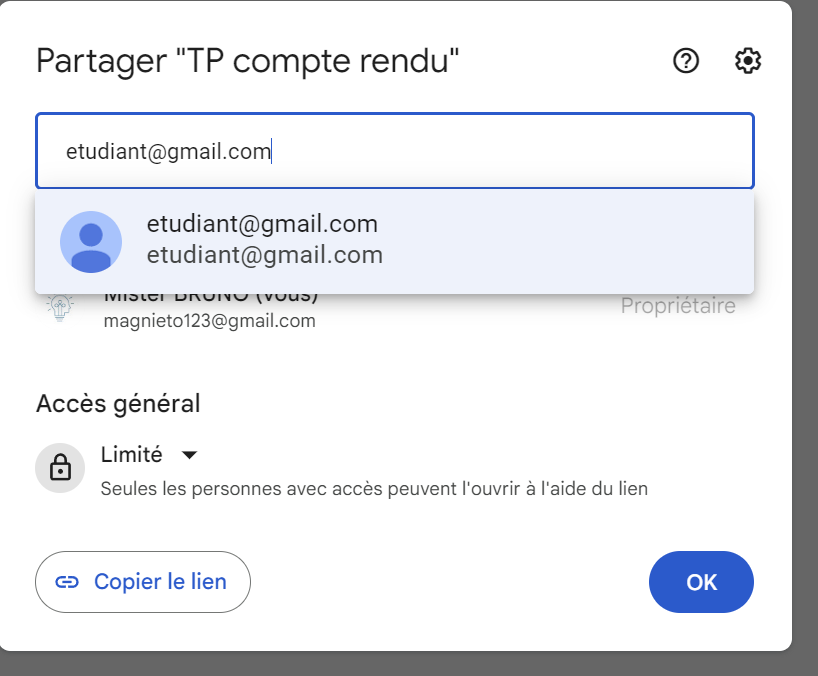 Partager "TP compte rendu"
etudiant@gmail.com
etudiant@gmail.com
etudiant@gmail.com
Mister BRUNO (vous)
magnieto123@gmail.com
Propriétaire
Accès général
Limité
Seules les personnes avec accès peuvent l'ouvrir à l'aide du lien
Copier le lien
OK